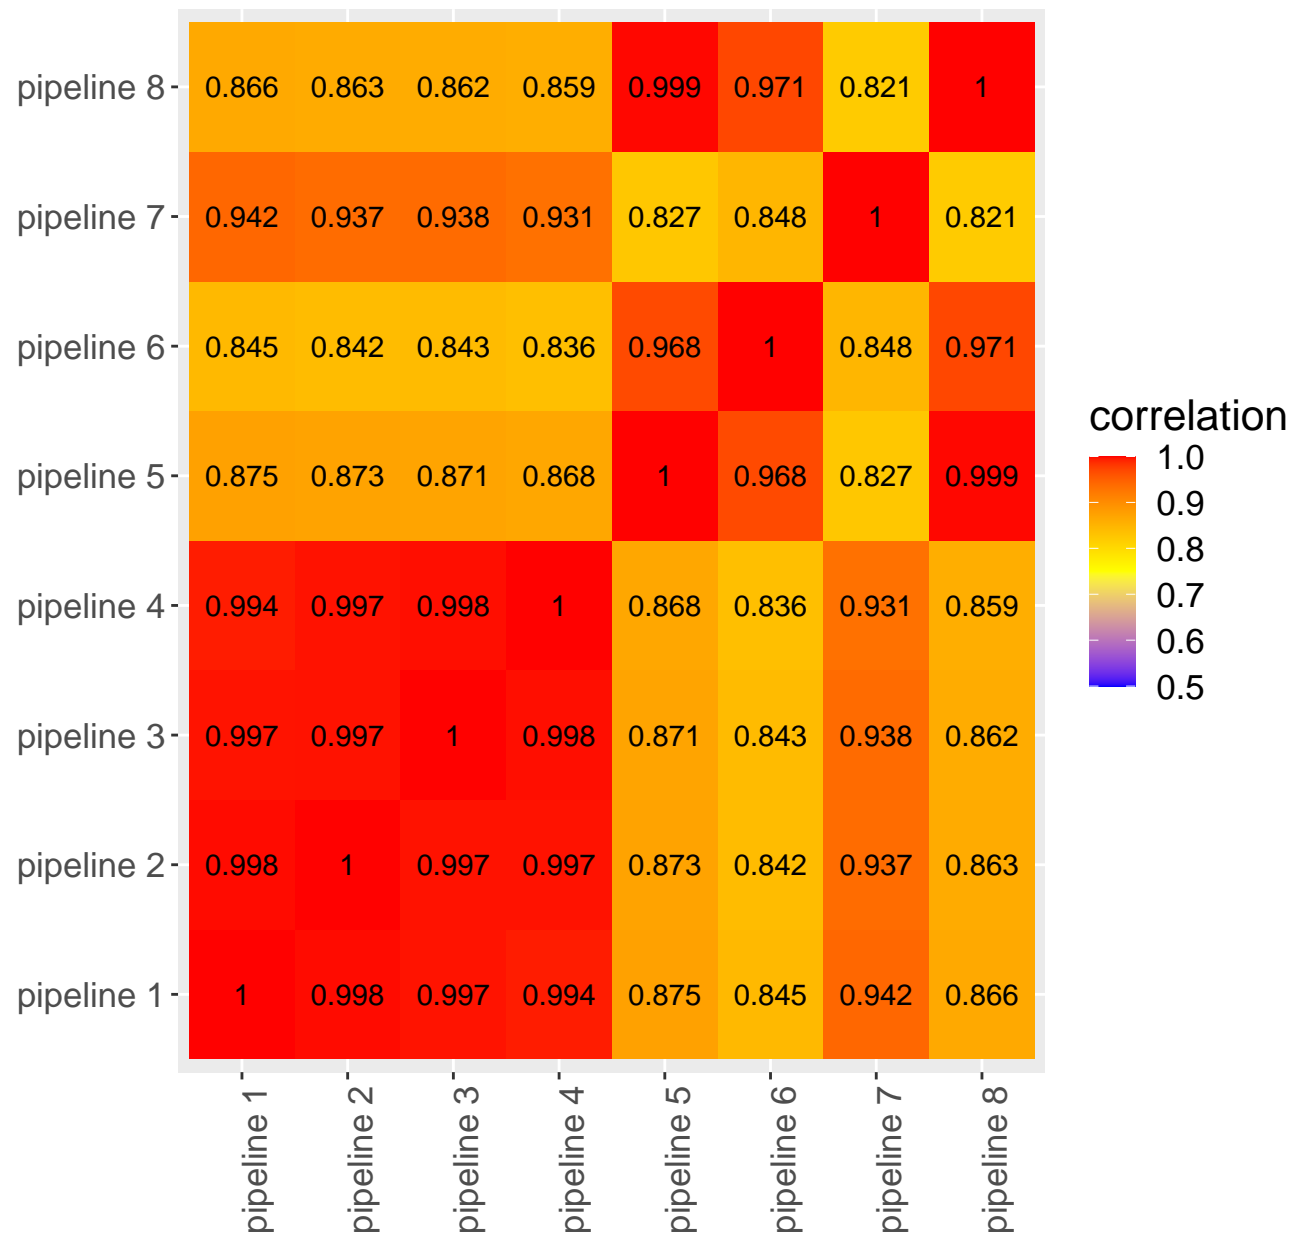 pipeline 8 0.866 0.863 0.862 0.859 0.999 0.971 0.821 1
pipeline 7 0.942 0.937 0.938 0.931 0.827 0.848 1 0.821
pipeline 6 0.845 0.842 0.843 0.836 0.968 1 0.848 0.971
pipeline 5 0.875 0.873 0.871 0.868 1 0.968 0.827 0.999
pipeline 4 0.994 0.997 0.998 1 0.868 0.836 0.931 0.859
pipeline 3 0.997 0.997 1 0.998 0.871 0.843 0.938 0.862
pipeline 2 0.998 1 0.997 0.997 0.873 0.842 0.937 0.863
pipeline 1 1 0.998 0.997 0.994 0.875 0.845 0.942 0.866
pipeline 1
pipeline 2
pipeline 3
pipeline 4
pipeline 5
pipeline 6
pipeline 7
pipeline 8
correlation
1.0
0.9
0.8
0.7
0.6
0.5